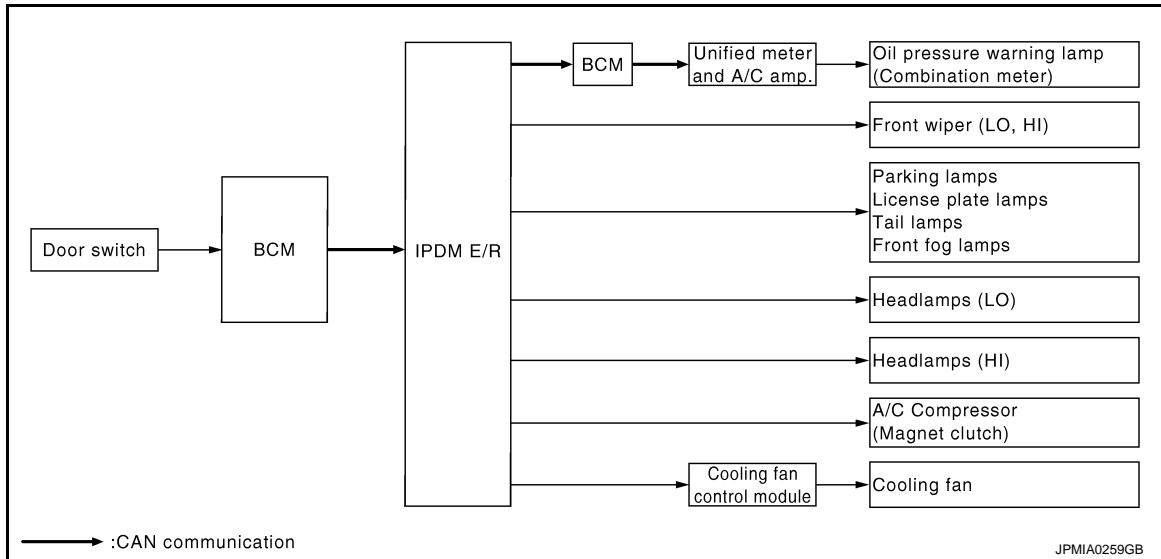 Door switch
BCM
IPDM E/R
BCM
Unified meter
and A/C amp.
Oil pressure warning lamp
(Combination meter)
Front wiper (LO, HI)
Parking lamps
License plate lamps
Tail lamps
Front fog lamps
Headlamps (LO)
Headlamps (HI)
A/C Compressor
(Magnet clutch)
Cooling fan
control module
Cooling fan
:CAN communication
JPMIA0259GB